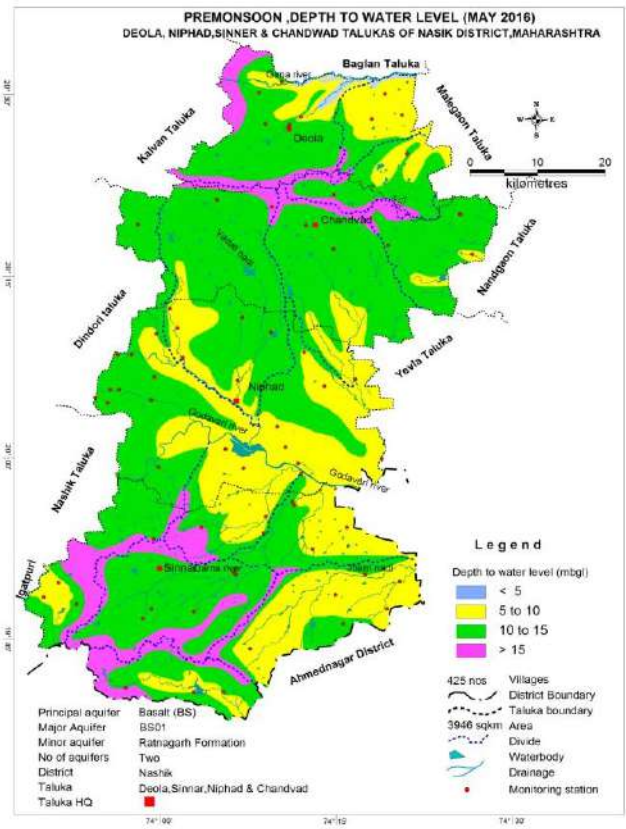 PREMONSOON ,DEPTH TO WATER LEVEL (MAY 2016)
DEOLA, NIPHAD,SINNER & CHANDWAD TALUKAS OF NASIK DISTRICT,MAHARASHTRA
Baglan Taluka
Girna river
Kalvan Taluka
Malegaon Taluka
N
W E
S
20 0 10 20
kilometres
Deola
Chandvad
Nandgaon Taluka
Dindori taluka
Yevla Taluka
Niphad
Godavari river
Godavari river
Nashik Taluka
Igatpuri
Sinnar
river
Ahmednagar District
Legend
Depth to water level (mbgl)
< 5
5 to 10
10 to 15
> 15
425 nos Villages
District Boundary
Taluka boundary
3946 sqkm Area
Divide
Waterbody
Drainage
Monitoring station
Principal aquifer Basalt (BS)
Major Aquifer BS01
Minor aquifer Ratnagarh Formation
No of aquifers Two
District Nashik
Taluka Deola,Sinnar,Niphad & Chandvad
Taluka HQ